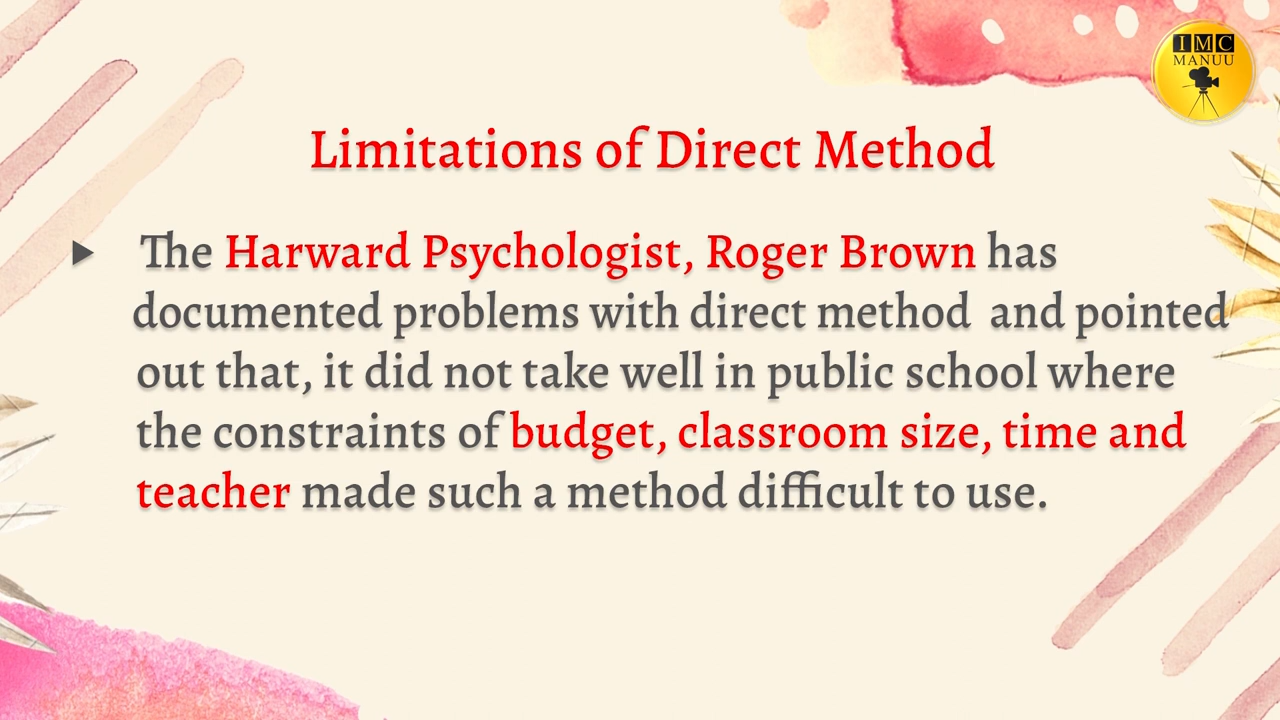 IMC
MANUU
Limitations of Direct Method
The Harward Psychologist, Roger Brown has
documented problems with direct method and pointed
out that, it did not take well in public school where
the constraints of budget, classroom size, time and
teacher made such a method difficult to use.